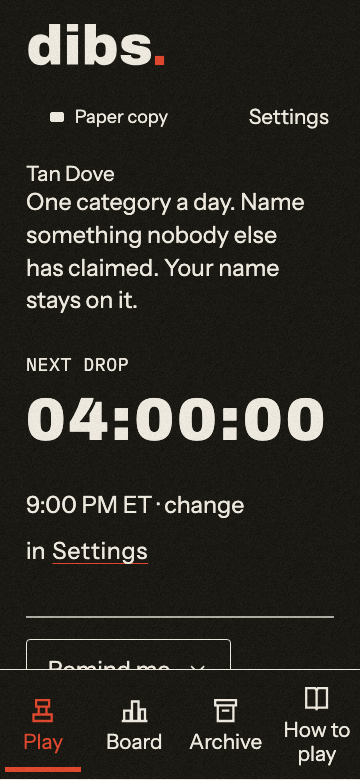 dibs.
Paper copy
Settings
Tan Dove
One category a day. Name
something nobody else
has claimed. Your name
stays on it.
NEXT DROP
04:00:00
9:00 PM ET · change
in Settings
Remind me
Play
Board
Archive
How to
play